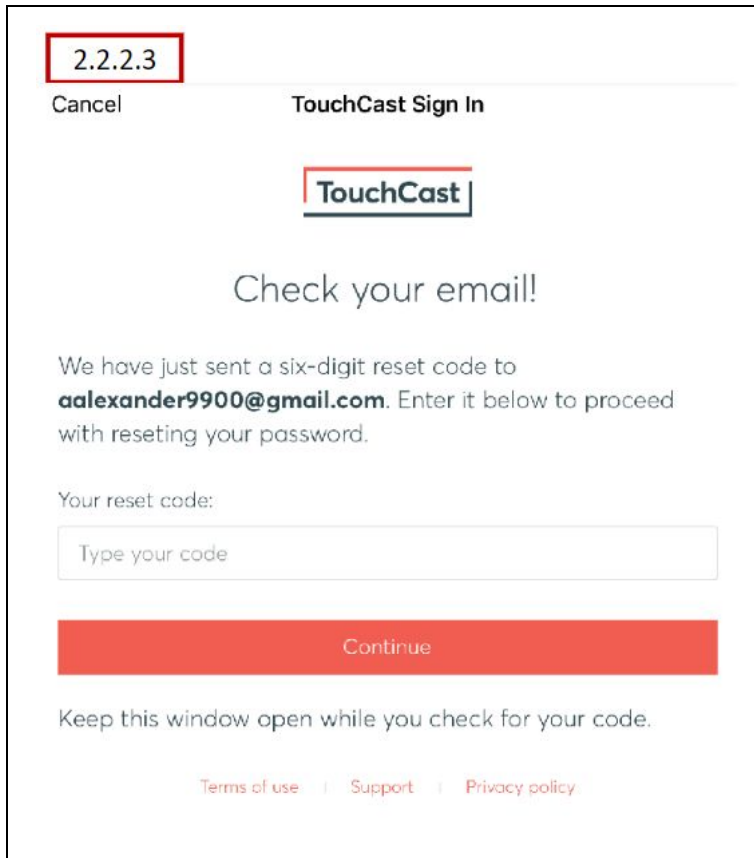 2.2.2.3
Cancel TouchCast Sign In
TouchCast
Check your email!
We have just sent a six-digit reset code to
aalexander9900@gmail.com. Enter it below to proceed
with reseting your password.
Your reset code:
Type your code
Continue
Keep this window open while you check for your code.
Terms of use | Support | Privacy policy